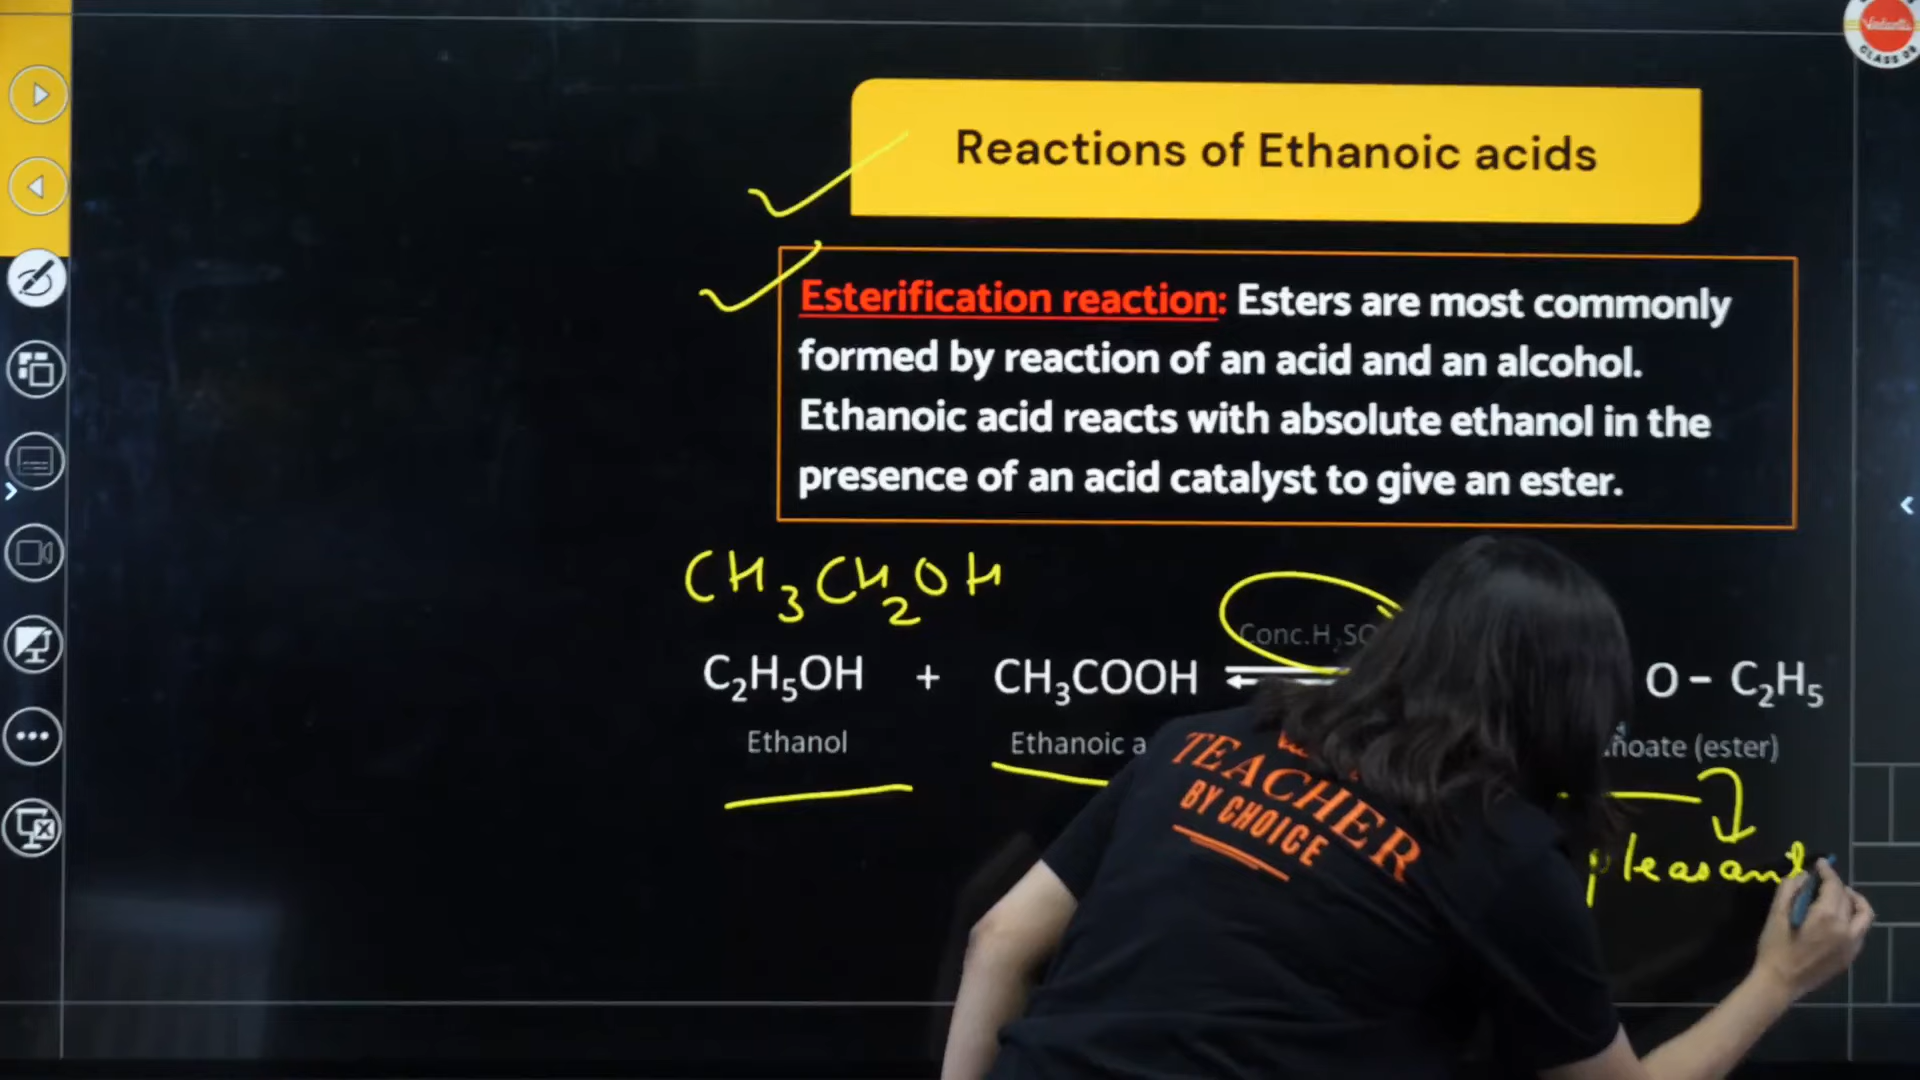 Vedantu
CLASS
Reactions of Ethanoic acids
Esterification reaction: Esters are most commonly
formed by reaction of an acid and an alcohol.
Ethanoic acid reacts with absolute ethanol in the
presence of an acid catalyst to give an ester.
CH₃CH₂OH
Conc.H₂SO
C₂H₅OH + CH₃COOH O – C₂H₅
Ethanol Ethanoic a noate (ester)
pleasant
TEACHER
BY CHOICE